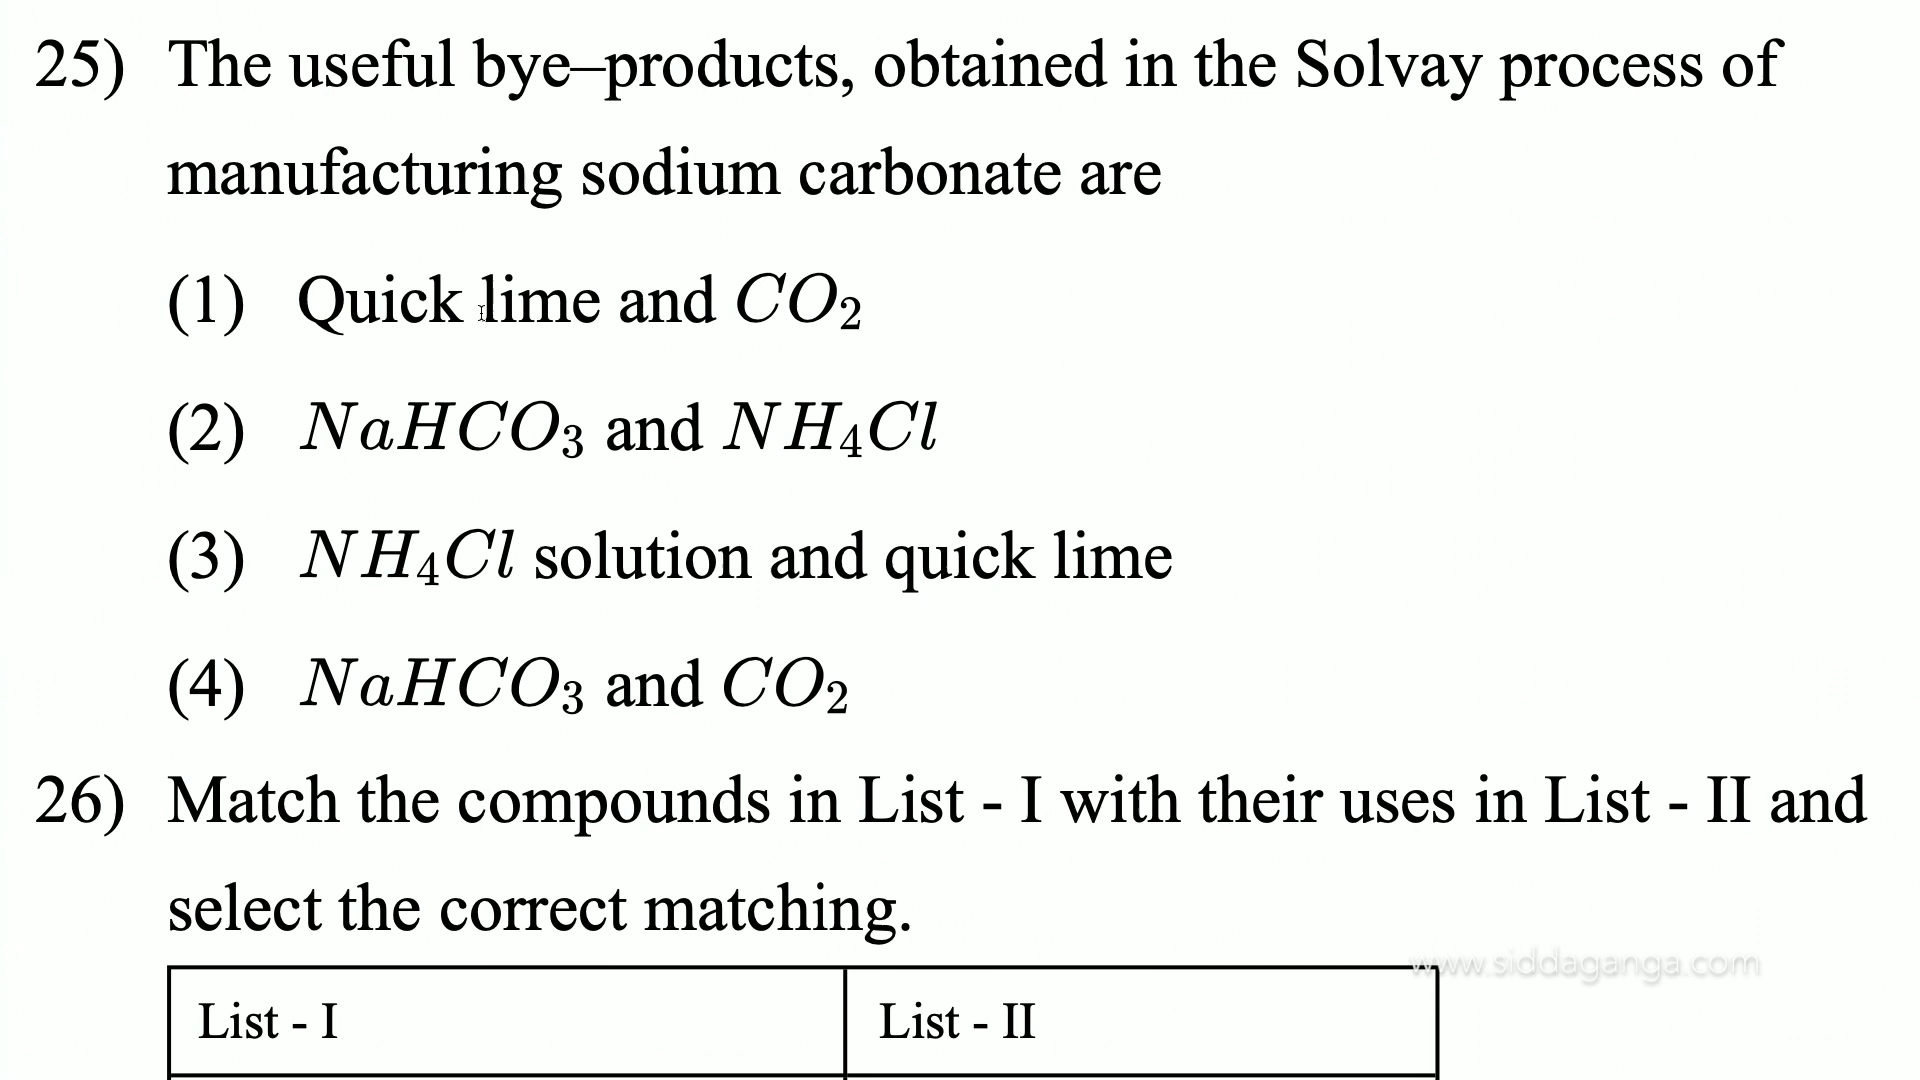 25) The useful bye–products, obtained in the Solvay process of
manufacturing sodium carbonate are
(1) Quick lime and CO₂
(2) NaHCO₃ and NH₄Cl
(3) NH₄Cl solution and quick lime
(4) NaHCO₃ and CO₂
26) Match the compounds in List - I with their uses in List - II and
select the correct matching.
www.siddaganga.com
List - I List - II